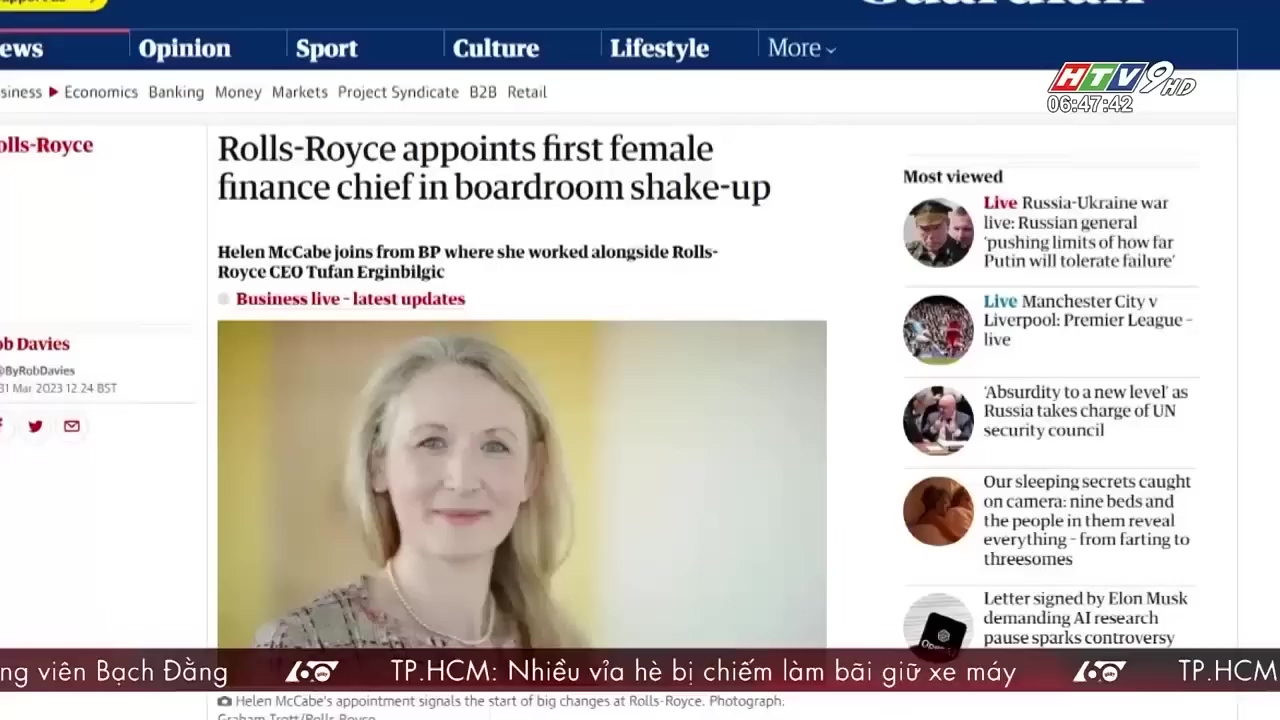 Guardian
ews
Opinion
Sport
Culture
Lifestyle
More
siness
Economics
Banking
Money
Markets
Project Syndicate
B2B
Retail
HTV9HD
06:47:42
olls-Royce
Rolls-Royce appoints first female
finance chief in boardroom shake-up
Helen McCabe joins from BP where she worked alongside Rolls-
Royce CEO Tufan Erginbilgic
Business live – latest updates
ob Davies
@ByRobDavies
31 Mar 2023 12.24 BST
Most viewed
Live Russia-Ukraine war
live: Russian general
‘pushing limits of how far
Putin will tolerate failure’
Live Manchester City v
Liverpool: Premier League –
live
‘Absurdity to a new level’ as
Russia takes charge of UN
security council
Our sleeping secrets caught
on camera: nine beds and
the people in them reveal
everything – from farting to
threesomes
Letter signed by Elon Musk
demanding AI research
pause sparks controversy
ng viên Bạch Đằng
60 giây
TP.HCM: Nhiều vỉa hè bị chiếm làm bãi giữ xe máy
60 giây
TP.HCM
Helen McCabe's appointment signals the start of big changes at Rolls-Royce. Photograph:
Graham Trott/Rolls-Royce